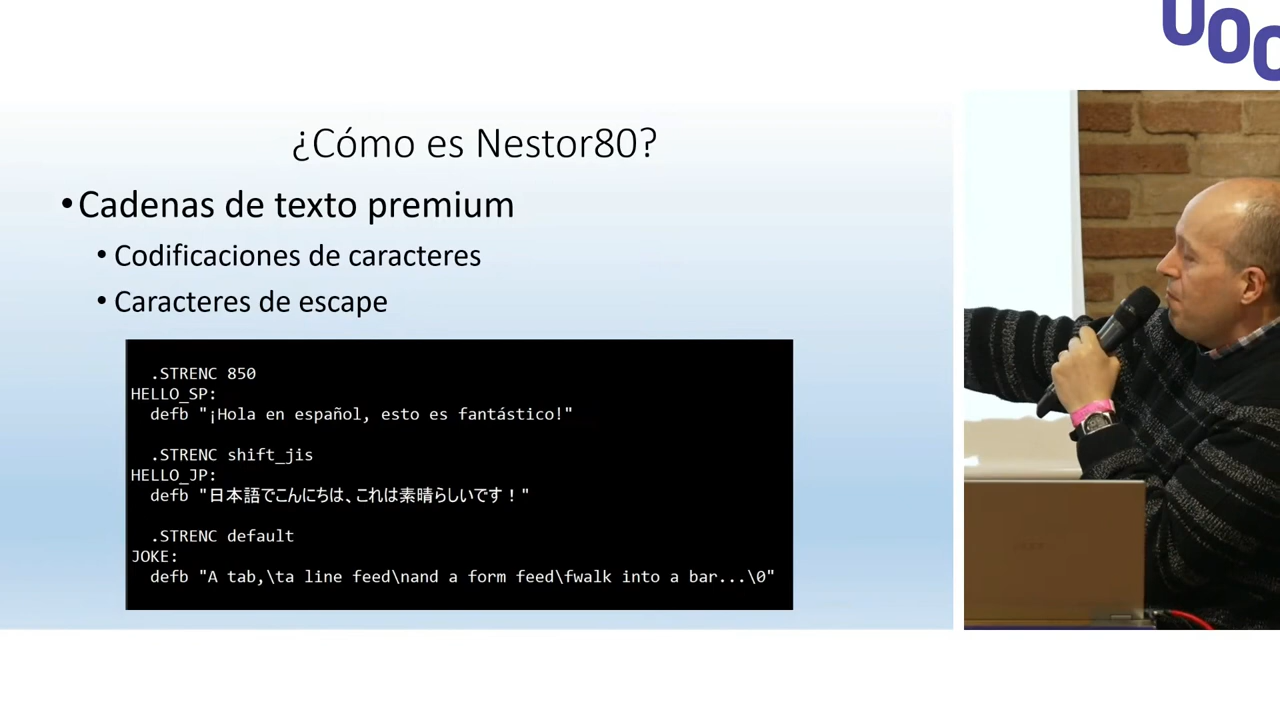 UOC
¿Cómo es Nestor80?
•Cadenas de texto premium
• Codificaciones de caracteres
• Caracteres de escape
.STRENC 850
HELLO_SP:
defb "¡Hola en español, esto es fantástico!"
.STRENC shift_jis
HELLO_JP:
defb "日本語でこんにちは、これは素晴らしいです！"
.STRENC default
JOKE:
defb "A tab,\ta line feed\nand a form feed\fwalk into a bar...\0"